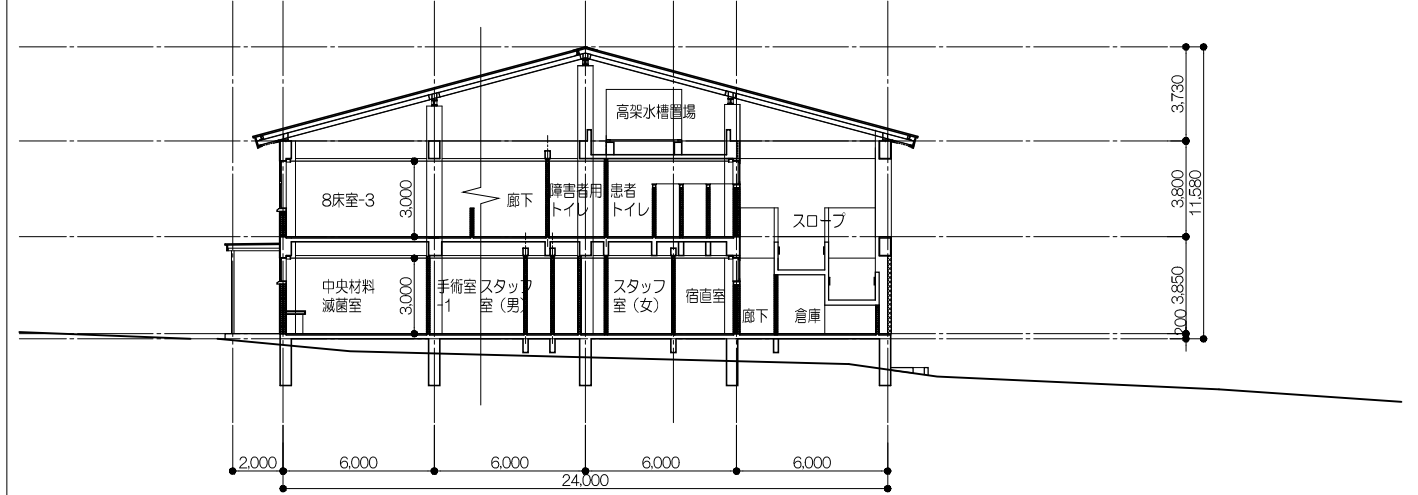 3,730
高架水槽置場
3,800
11,580
8床室-3
3,000
廊下
障害者用
トイレ
患者
トイレ
スロープ
中央材料
滅菌室
3,000
手術室
-1
スタッフ
室（男）
スタッフ
室（女）
宿直室
廊下
倉庫
3,850
200
2,000
6,000
6,000
6,000
6,000
24,000